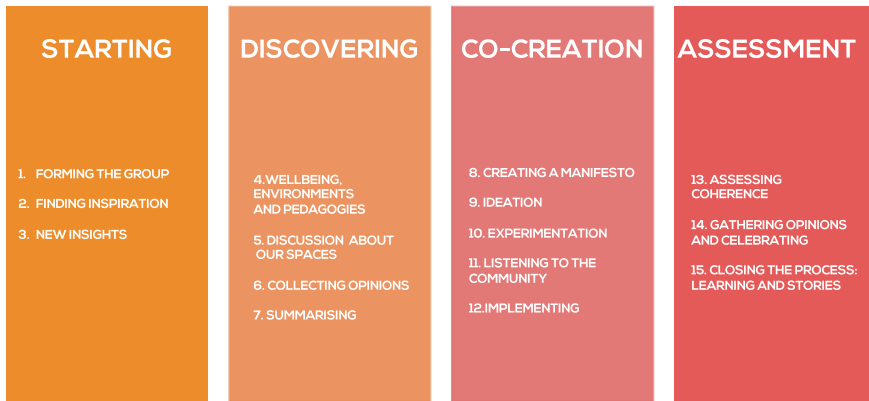 STARTING
1. FORMING THE GROUP
2. FINDING INSPIRATION
3. NEW INSIGHTS
DISCOVERING
4.WELLBEING,
ENVIRONMENTS
AND PEDAGOGIES
5. DISCUSSION ABOUT
OUR SPACES
6. COLLECTING OPINIONS
7. SUMMARISING
CO-CREATION
8. CREATING A MANIFESTO
9. IDEATION
10. EXPERIMENTATION
11. LISTENING TO THE
COMMUNITY
12.IMPLEMENTING
ASSESSMENT
13. ASSESSING
COHERENCE
14. GATHERING OPINIONS
AND CELEBRATING
15. CLOSING THE PROCESS:
LEARNING AND STORIES